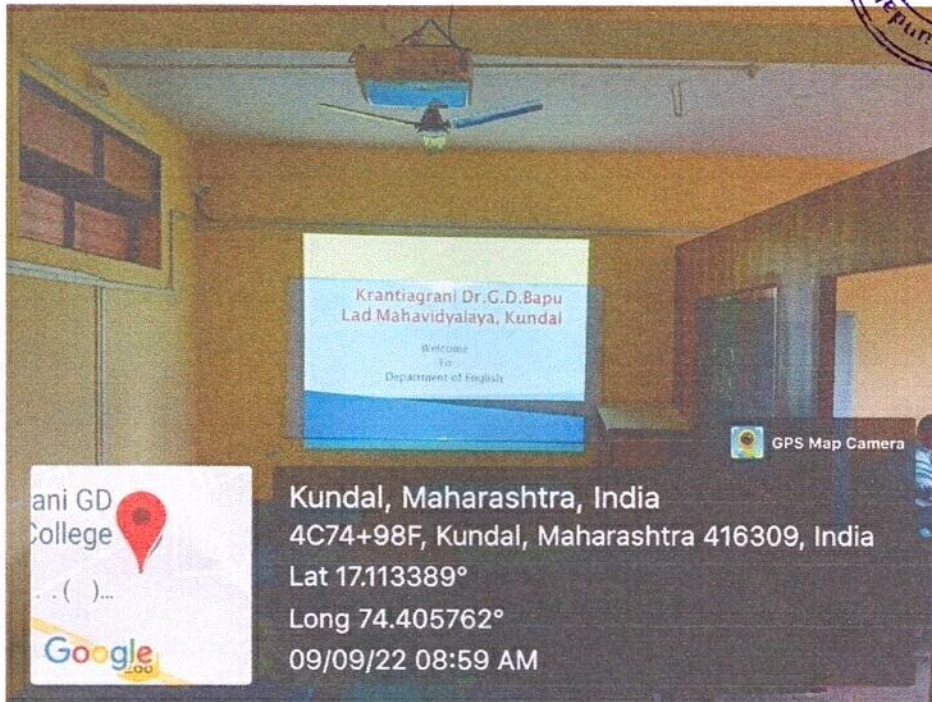 Krantiagrani Dr.G.D.Bapu
Lad Mahavidyalaya, Kundal
Welcome
To
Department of English
GPS Map Camera
ani GD
College
. . ( )...
Google
Kundal, Maharashtra, India
4C74+98F, Kundal, Maharashtra 416309, India
Lat 17.113389°
Long 74.405762°
09/09/22 08:59 AM